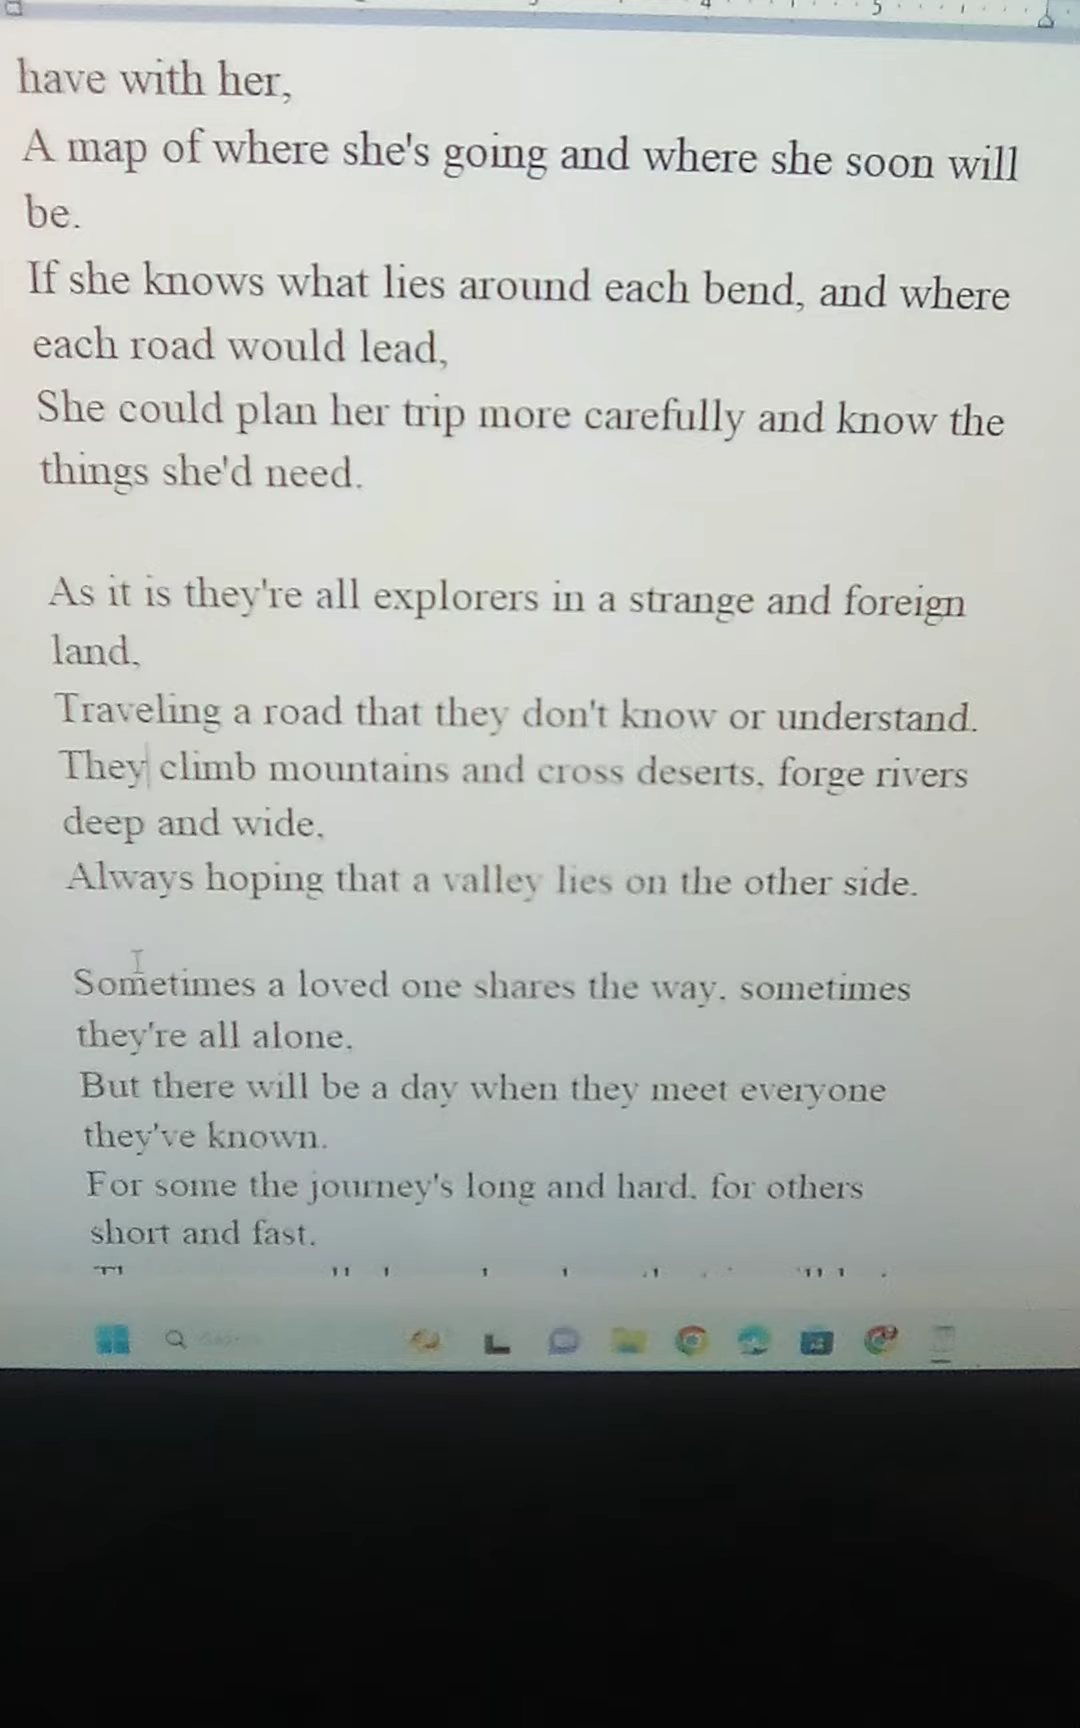 4
5
have with her,
A map of where she's going and where she soon will
be.
If she knows what lies around each bend, and where
each road would lead,
She could plan her trip more carefully and know the
things she'd need.
As it is they're all explorers in a strange and foreign
land,
Traveling a road that they don't know or understand.
They climb mountains and cross deserts, forge rivers
deep and wide,
Always hoping that a valley lies on the other side.
Sometimes a loved one shares the way, sometimes
they're all alone,
But there will be a day when they meet everyone
they've known.
For some the journey's long and hard, for others
short and fast.